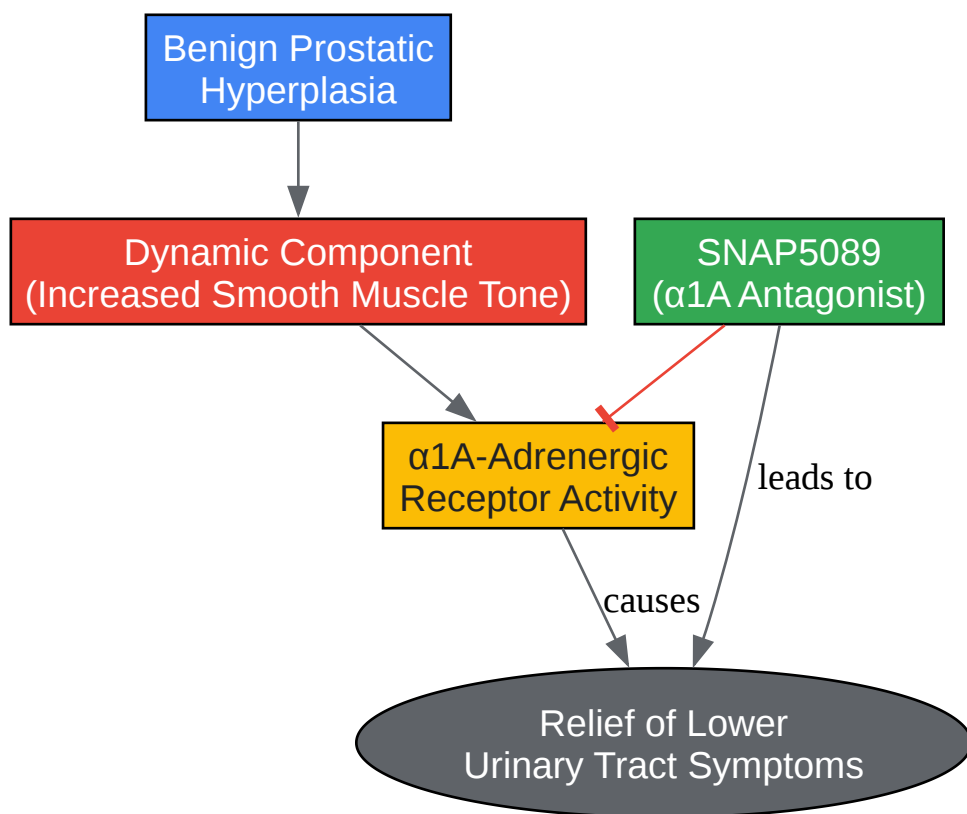 Benign Prostatic
Hyperplasia
Dynamic Component
(Increased Smooth Muscle Tone)
SNAP5089
(α1A Antagonist)
α1A-Adrenergic
Receptor Activity
leads to
causes
Relief of Lower
Urinary Tract Symptoms